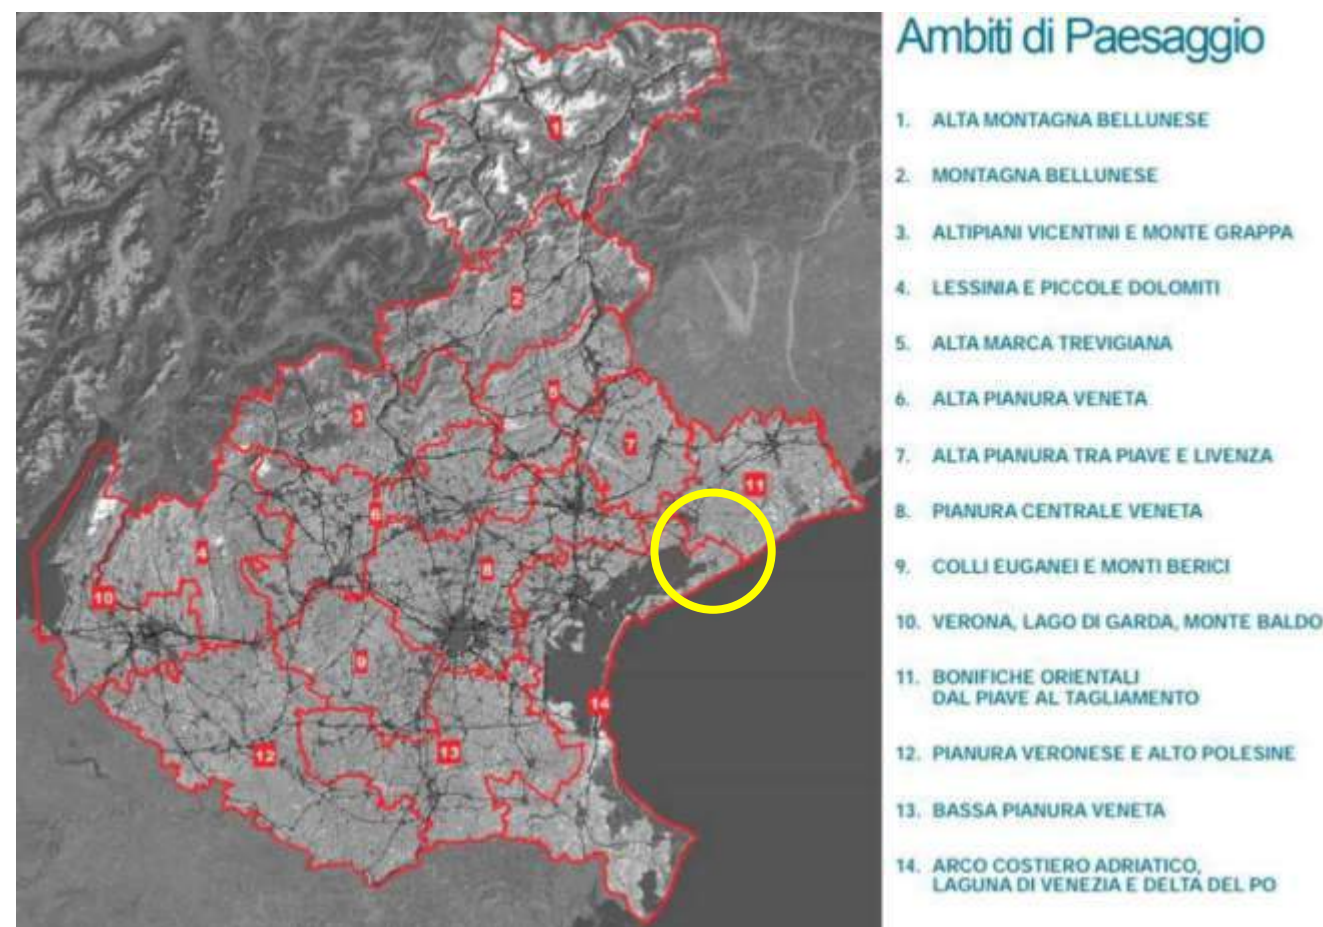 Ambiti di Paesaggio
1. ALTA MONTAGNA BELLUNESE
2. MONTAGNA BELLUNESE
3. ALTIPIANI VICENTINI E MONTE GRAPPA
4. LESSINIA E PICCOLE DOLOMITI
5. ALTA MARCA TREVIGIANA
6. ALTA PIANURA VENETA
7. ALTA PIANURA TRA PIAVE E LIVENZA
8. PIANURA CENTRALE VENETA
9. COLLI EUGANEI E MONTI BERICI
10. VERONA, LAGO DI GARDA, MONTE BALDO
11. BONIFICHE ORIENTALI
DAL PIAVE AL TAGLIAMENTO
12. PIANURA VERONESE E ALTO POLESINE
13. BASSA PIANURA VENETA
14. ARCO COSTIERO ADRIATICO,
LAGUNA DI VENEZIA E DELTA DEL PO
1
2
3
5
7
11
6
4
8
10
9
14
12
13